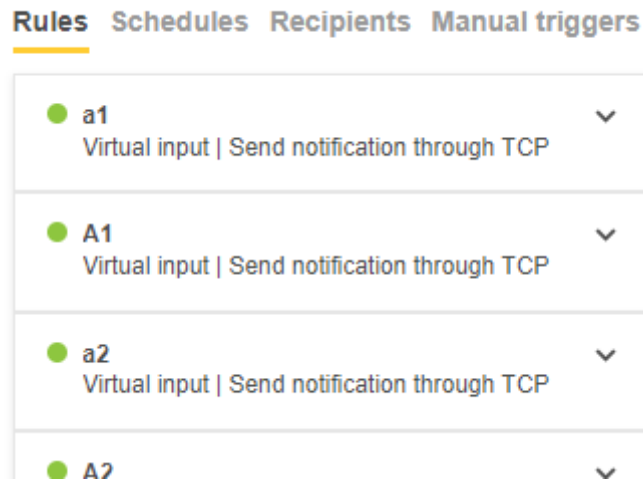 Rules Schedules Recipients Manual triggers
a1
Virtual input | Send notification through TCP
A1
Virtual input | Send notification through TCP
a2
Virtual input | Send notification through TCP
A2